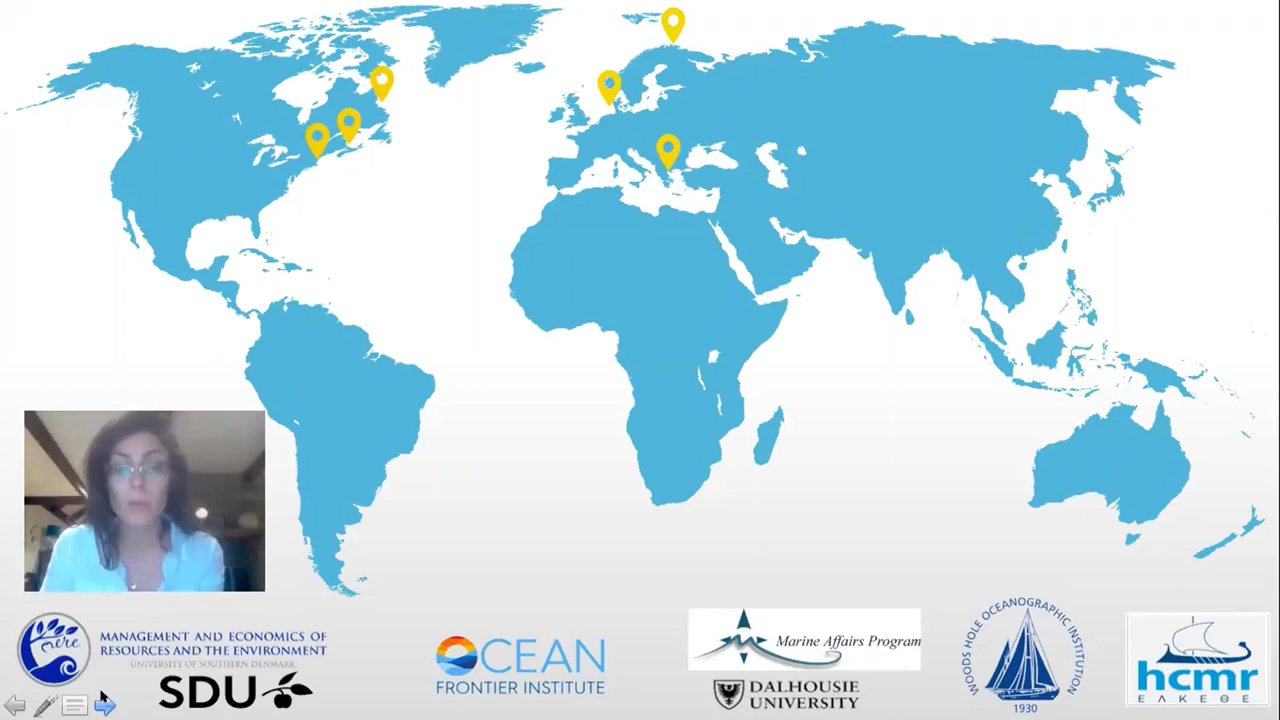 mere
MANAGEMENT AND ECONOMICS OF
RESOURCES AND THE ENVIRONMENT
UNIVERSITY OF SOUTHERN DENMARK
SDU
OCEAN
FRONTIER INSTITUTE
Marine Affairs Program
DALHOUSIE
UNIVERSITY
WOODS HOLE OCEANOGRAPHIC INSTITUTION
1930
hcmr
ΕΛΚΕΘΕ